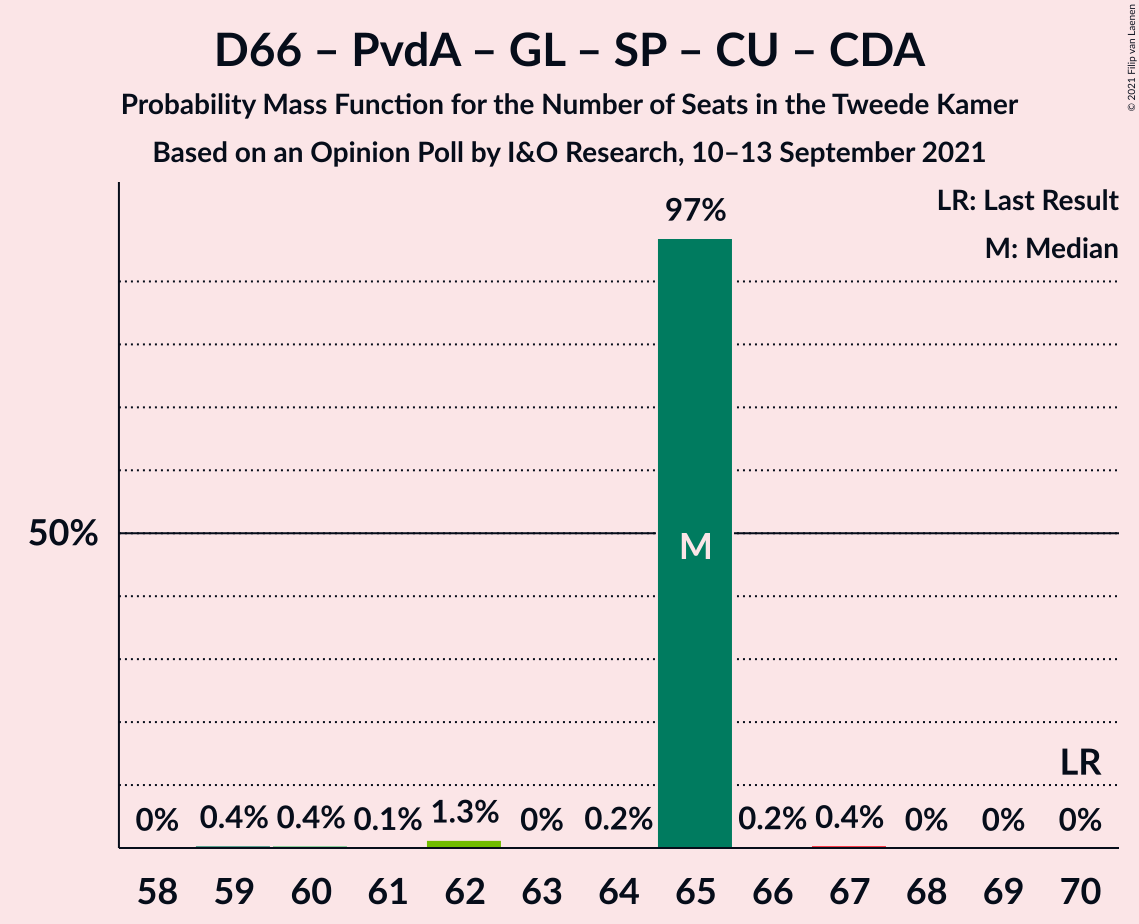 D66 – PvdA – GL – SP – CU – CDA
Probability Mass Function for the Number of Seats in the Tweede Kamer
Based on an Opinion Poll by I&O Research, 10–13 September 2021
© 2021 Filip van Laenen
LR: Last Result
M: Median
97%
50%
M
LR
0% 0.4% 0.4% 0.1% 1.3% 0% 0.2% 0.2% 0.4% 0% 0% 0%
58 59 60 61 62 63 64 65 66 67 68 69 70